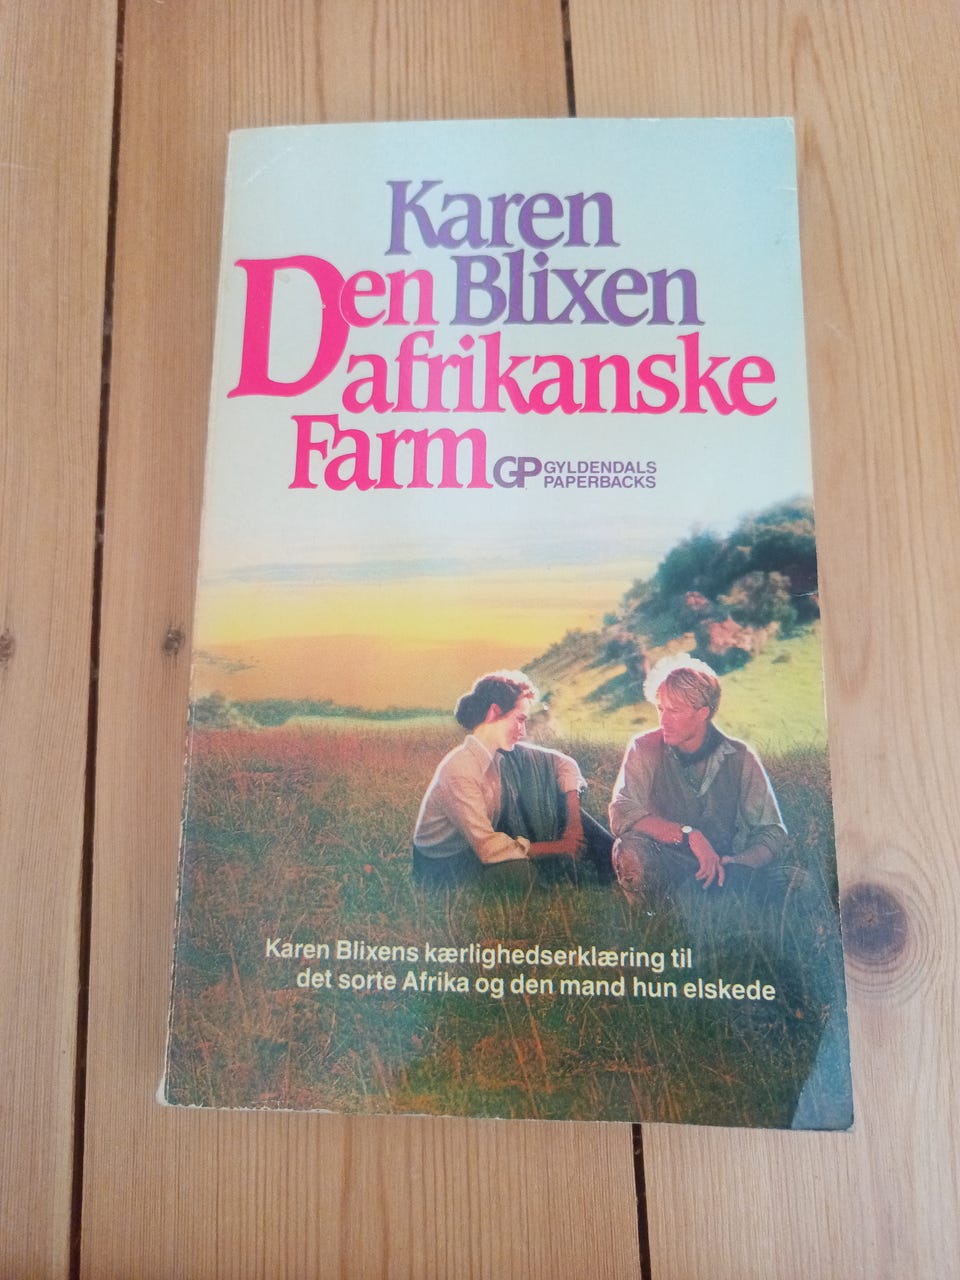 Karen
Blixen
Den
afrikanske
Farm
GP GYLDENDALS
PAPERBACKS
Karen Blixens kærlighedserklæring til
det sorte Afrika og den mand hun elskede